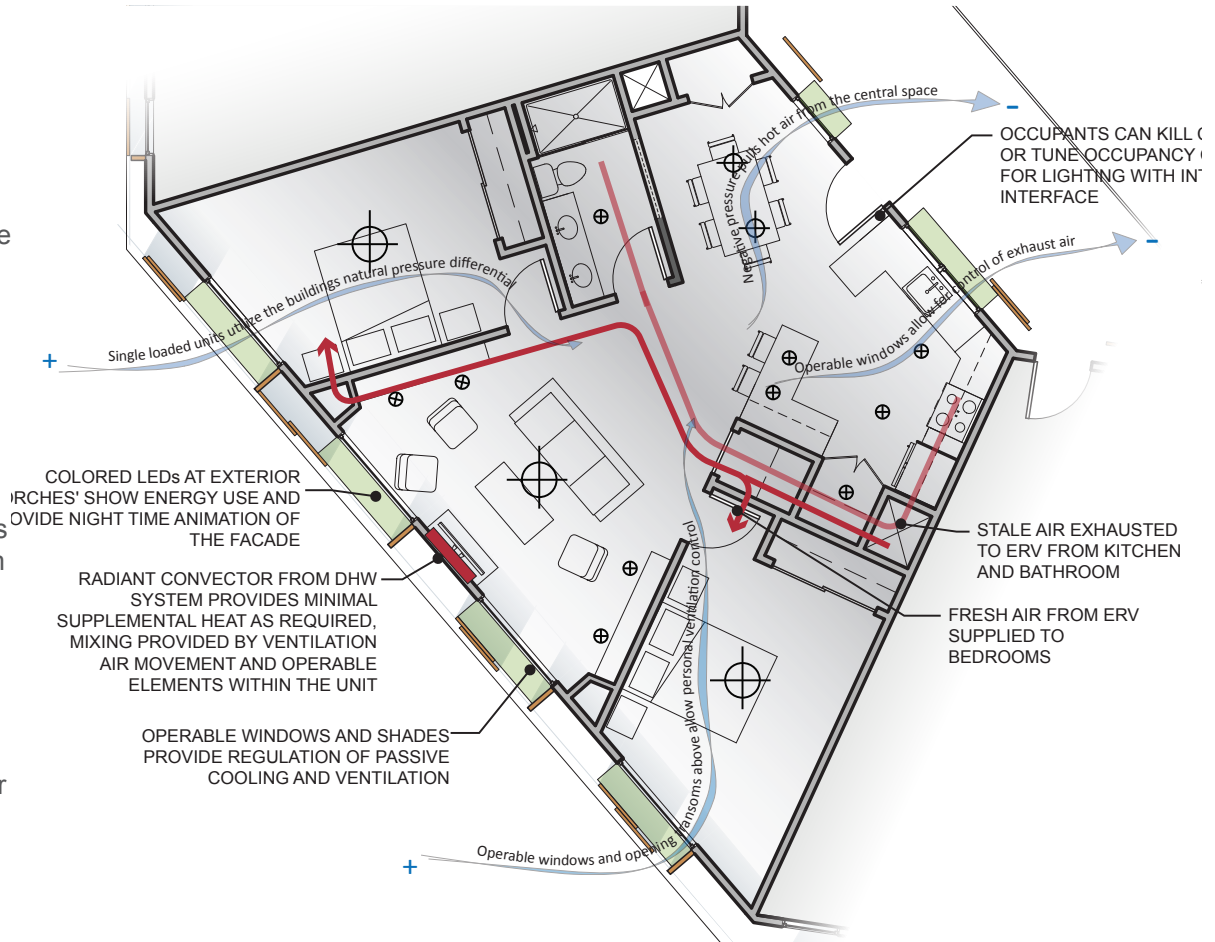 Negative pressure pulls hot air from the central space
OCCUPANTS CAN KILL
OR TUNE OCCUPANCY
FOR LIGHTING WITH
INTERFACE
Operable windows allow for control of exhaust air
Single loaded units utilize the buildings natural pressure differential
+
-
-
COLORED LEDs AT EXTERIOR
ORCHES' SHOW ENERGY USE AND
OVIDE NIGHT TIME ANIMATION OF
THE FACADE
RADIANT CONVECTOR FROM DHW
SYSTEM PROVIDES MINIMAL
SUPPLEMENTAL HEAT AS REQUIRED,
MIXING PROVIDED BY VENTILATION
AIR MOVEMENT AND OPERABLE
ELEMENTS WITHIN THE UNIT
OPERABLE WINDOWS AND SHADES
PROVIDE REGULATION OF PASSIVE
COOLING AND VENTILATION
STALE AIR EXHAUSTED
TO ERV FROM KITCHEN
AND BATHROOM
FRESH AIR FROM ERV
SUPPLIED TO
BEDROOMS
+
Operable windows and opening transoms above allow personal ventilation control